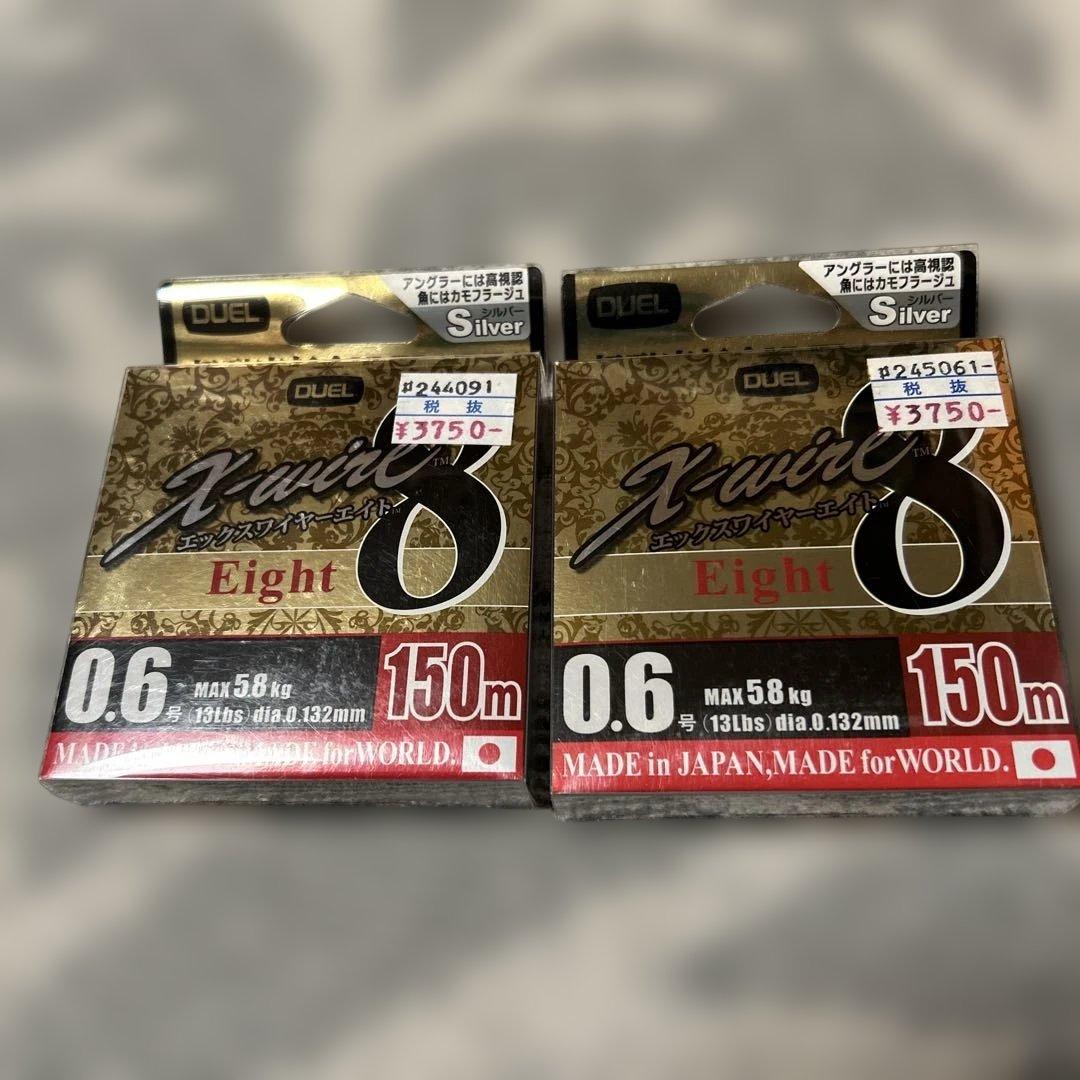 アングラーには高視認
魚にはカモフラージュ
シルバー
Silver
DUEL
DUEL
#244091
税抜
¥3750-
X-wire 8
TM
エックスワイヤーエイト
Eight
0.6号
MAX 5.8kg
(13Lbs) dia.0.132mm
150m
for WORLD.
アングラーには高視認
魚にはカモフラージュ
シルバー
Silver
DUEL
DUEL
#245061-
税抜
¥3750-
X-wire 8
TM
エックスワイヤーエイト
Eight
0.6号
MAX 5.8kg
(13Lbs) dia.0.132mm
150m
MADE in JAPAN,MADE for WORLD.